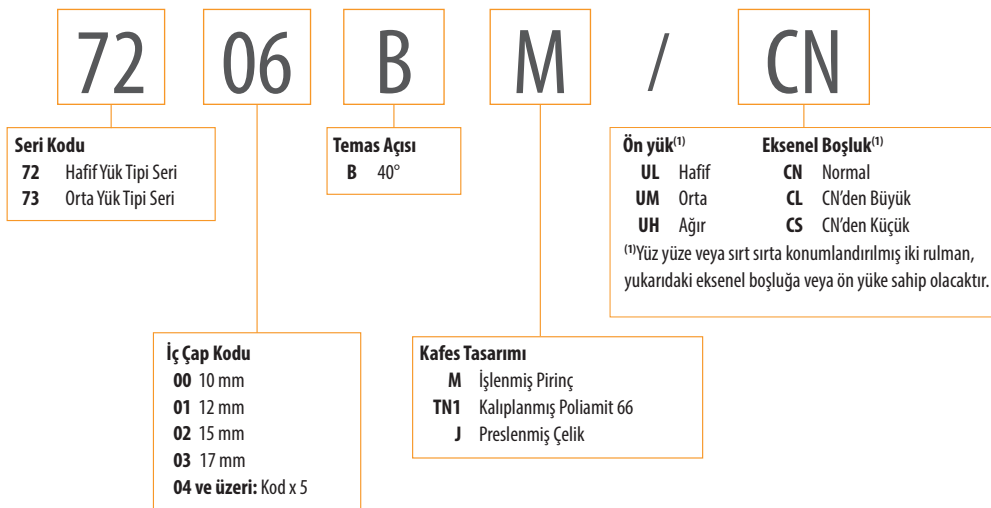 72 06 B M / CN
Seri Kodu
72 Hafif Yük Tipi Seri
73 Orta Yük Tipi Seri
Temas Açısı
B 40°
Ön yük(1) Eksenel Boşluk(1)
UL Hafif CN Normal
UM Orta CL CN’den Büyük
UH Ağır CS CN’den Küçük
(1)Yüz yüze veya sırt sırta konumlandırılmış iki rulman,
yukarıdaki eksenel boşluğa veya ön yüke sahip olacaktır.
İç Çap Kodu
00 10 mm
01 12 mm
02 15 mm
03 17 mm
04 ve üzeri: Kod x 5
Kafes Tasarımı
M İşlenmiş Pirinç
TN1 Kalıplanmış Poliamit 66
J Preslenmiş Çelik